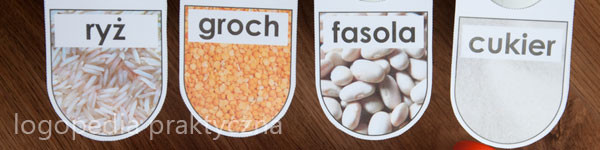 ryż
groch
fasola
cukier
logopedia praktyczna